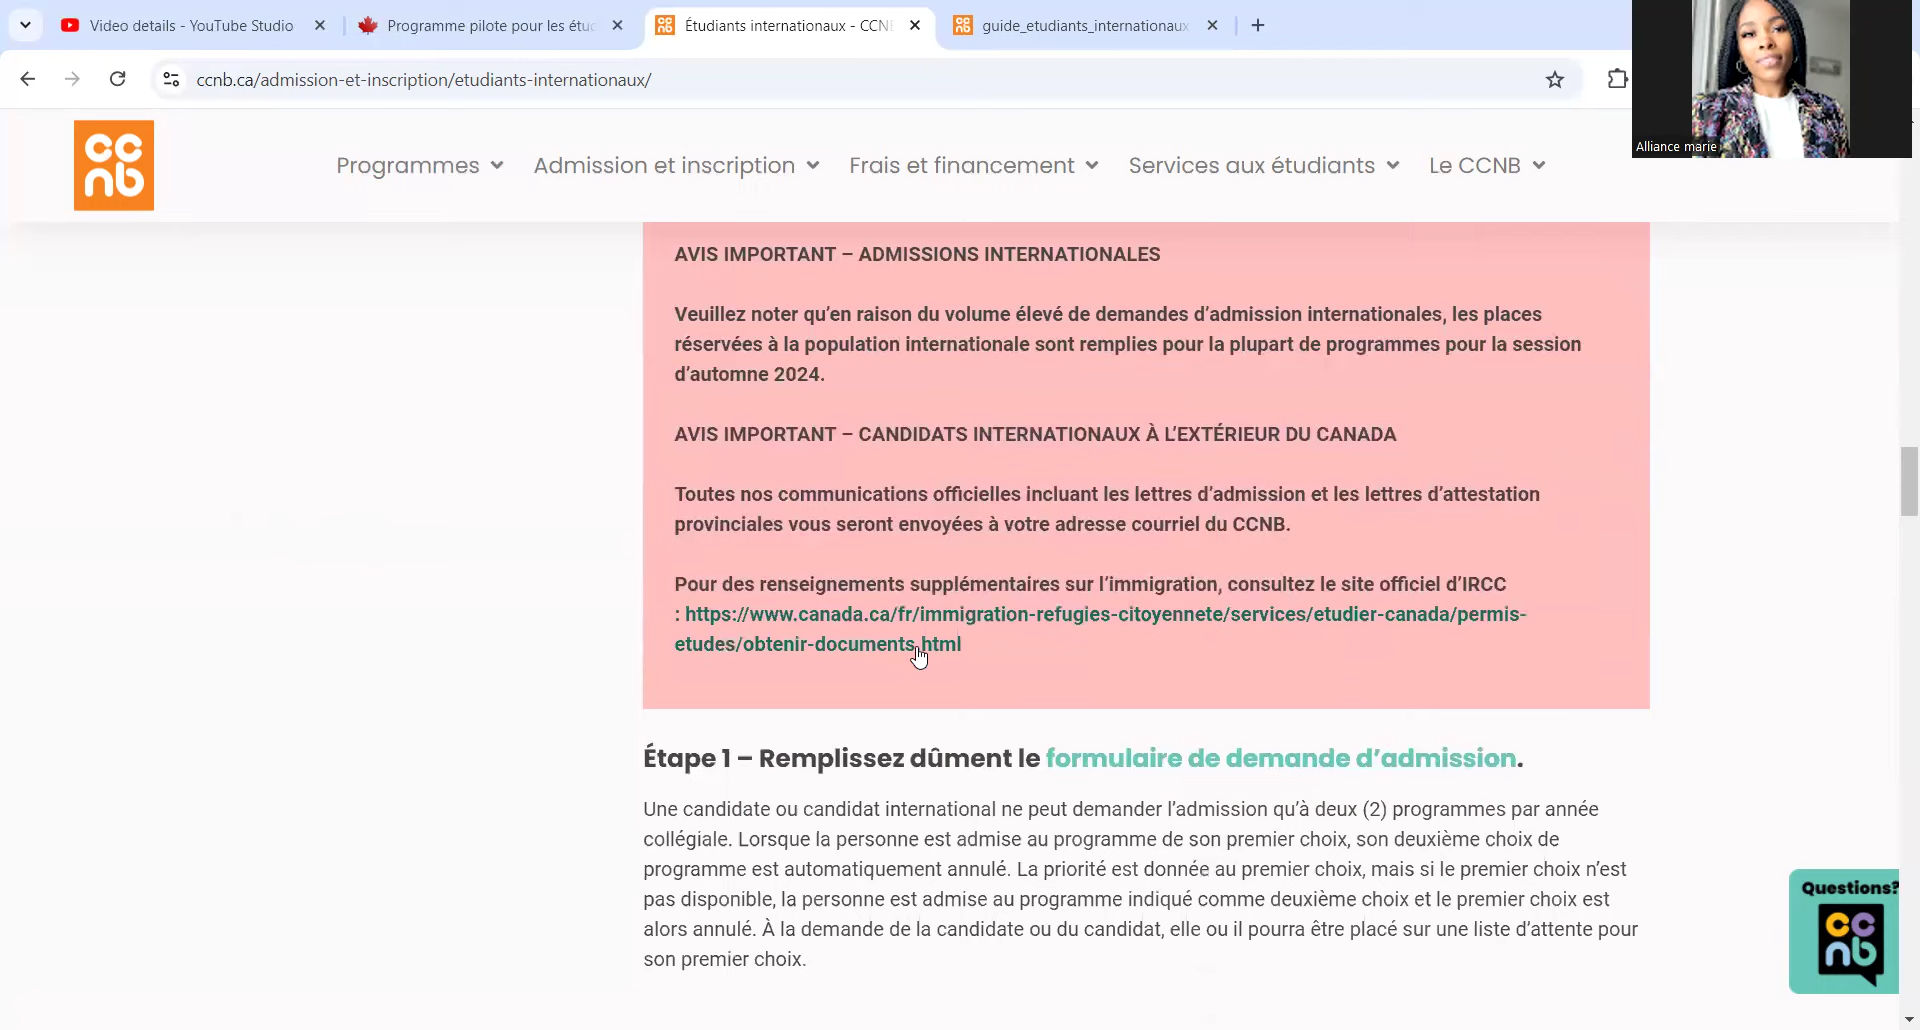 Video details - YouTube Studio
Programme pilote pour les étuc
Étudiants internationaux - CCNB
guide_etudiants_internationaux
ccnb.ca/admission-et-inscription/etudiants-internationaux/
Alliance marie
cc
nb
Programmes
Admission et inscription
Frais et financement
Services aux étudiants
Le CCNB
AVIS IMPORTANT – ADMISSIONS INTERNATIONALES
Veuillez noter qu’en raison du volume élevé de demandes d’admission internationales, les places
réservées à la population internationale sont remplies pour la plupart de programmes pour la session
d’automne 2024.
AVIS IMPORTANT – CANDIDATS INTERNATIONAUX À L’EXTÉRIEUR DU CANADA
Toutes nos communications officielles incluant les lettres d’admission et les lettres d’attestation
provinciales vous seront envoyées à votre adresse courriel du CCNB.
Pour des renseignements supplémentaires sur l’immigration, consultez le site officiel d’IRCC
: https://www.canada.ca/fr/immigration-refugies-citoyennete/services/etudier-canada/permis-
etudes/obtenir-documents.html
Étape 1 – Remplissez dûment le formulaire de demande d’admission.
Une candidate ou candidat international ne peut demander l’admission qu’à deux (2) programmes par année
collégiale. Lorsque la personne est admise au programme de son premier choix, son deuxième choix de
programme est automatiquement annulé. La priorité est donnée au premier choix, mais si le premier choix n’est
pas disponible, la personne est admise au programme indiqué comme deuxième choix et le premier choix est
alors annulé. À la demande de la candidate ou du candidat, elle ou il pourra être placé sur une liste d’attente pour
son premier choix.
Questions?
cc
nb